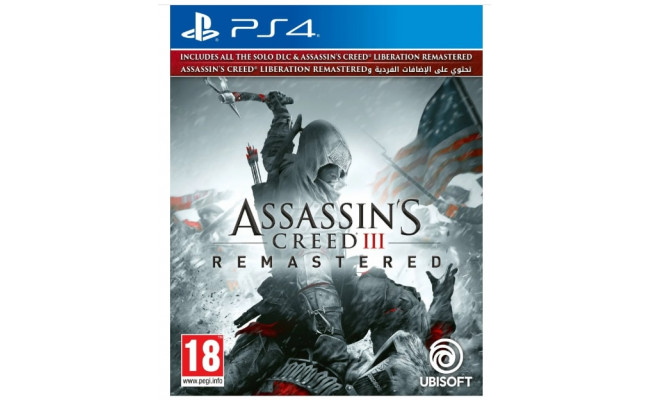 PS4
INCLUDES ALL THE SOLO DLC & ASSASSIN'S CREED® LIBERATION REMASTERED
تحتوي على الإضافات الفردية وASSASSIN'S CREED® LIBERATION REMASTERED
ASSASSIN'S
CREED® III
REMASTERED
18
www.pegi.info
UBISOFT